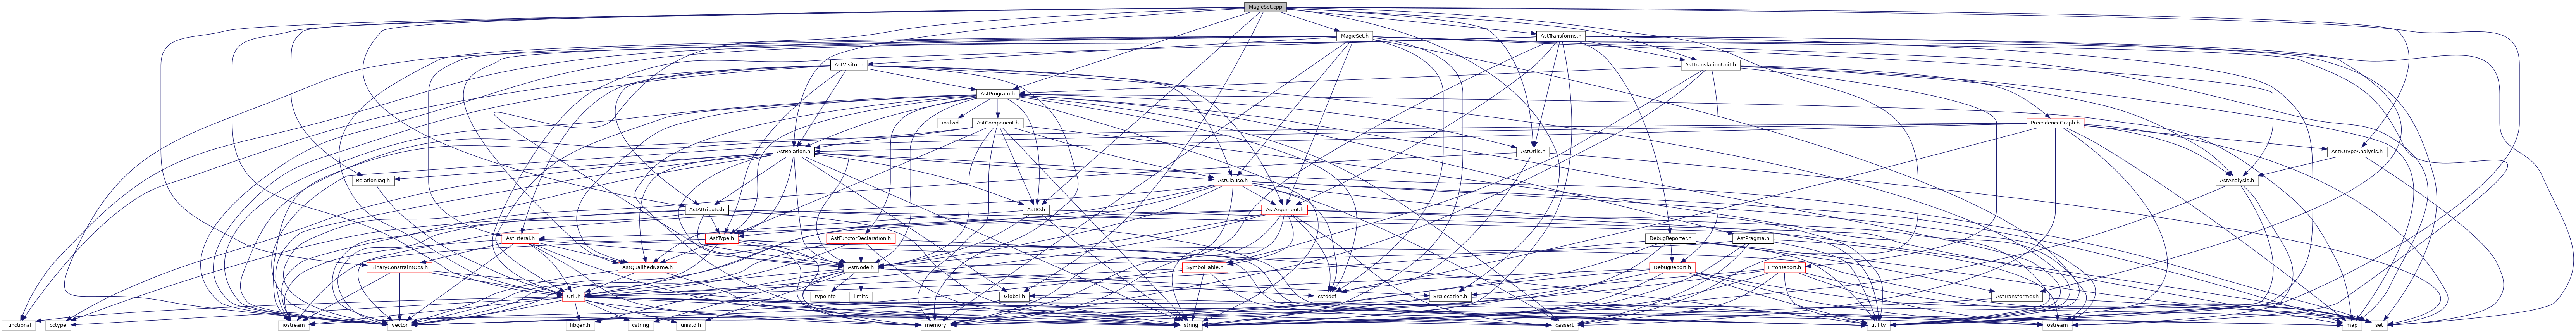 MagicSet.cpp
MagicSet.h
AstTransforms.h
AstVisitor.h
AstTranslationUnit.h
AstProgram.h
iosfwd
AstComponent.h
PrecedenceGraph.h
AstRelation.h
AstUtils.h
AstIOTypeAnalysis.h
RelationTag.h
AstClause.h
AstAnalysis.h
AstAttribute.h
AstIO.h
AstArgument.h
AstLiteral.h
AstType.h
AstFunctorDeclaration.h
DebugReporter.h
AstPragma.h
BinaryConstraintOps.h
AstQualifiedName.h
AstNode.h
SymbolTable.h
DebugReport.h
ErrorReport.h
Util.h
typeinfo
limits
Global.h
cstddef
SrcLocation.h
AstTransformer.h
functional
cctype
iostream
vector
libgen.h
cstring
unistd.h
memory
string
cassert
utility
ostream
map
set